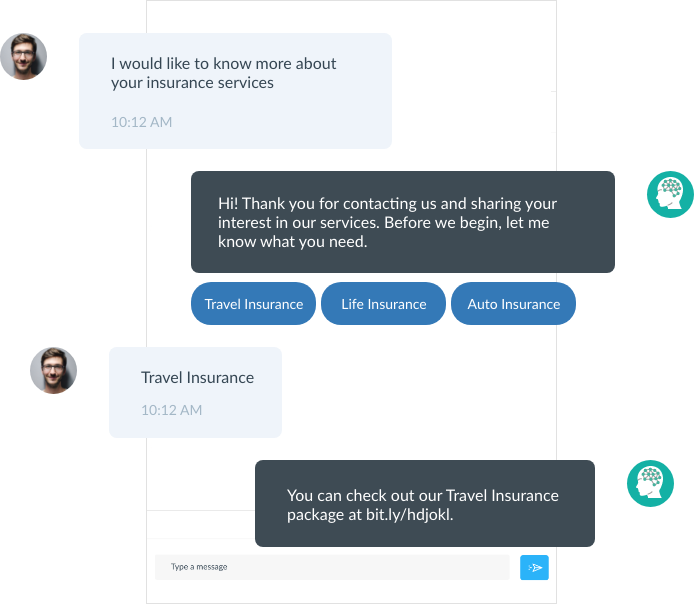 I would like to know more about
your insurance services
10:12 AM
Hi! Thank you for contacting us and sharing your
interest in our services. Before we begin, let me
know what you need.
Travel Insurance
Life Insurance
Auto Insurance
Travel Insurance
10:12 AM
You can check out our Travel Insurance
package at bit.ly/hdjokl.
Type a message